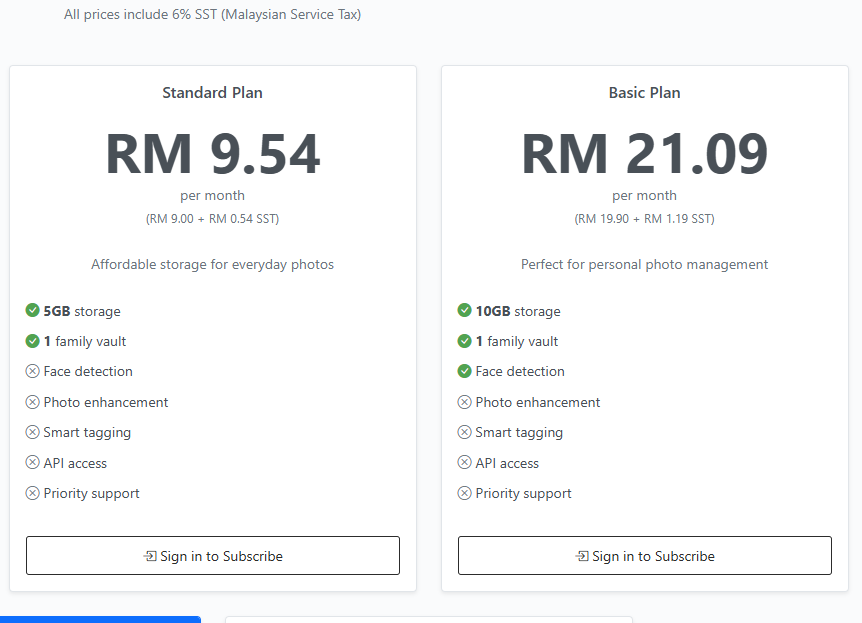 All prices include 6% SST (Malaysian Service Tax)
Standard Plan
RM 9.54
per month
(RM 9.00 + RM 0.54 SST)
Affordable storage for everyday photos
5GB storage
1 family vault
Face detection
Photo enhancement
Smart tagging
API access
Priority support
Sign in to Subscribe
Basic Plan
RM 21.09
per month
(RM 19.90 + RM 1.19 SST)
Perfect for personal photo management
10GB storage
1 family vault
Face detection
Photo enhancement
Smart tagging
API access
Priority support
Sign in to Subscribe